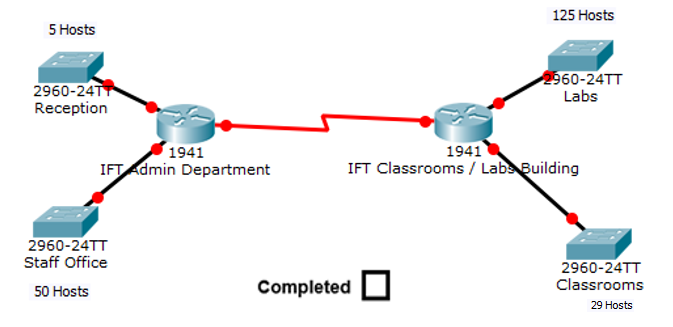 5 Hosts
2960-24TT
Reception
1941
IFT Admin Department
2960-24TT
Staff Office
50 Hosts
125 Hosts
2960-24TT
Labs
1941
IFT Classrooms / Labs Building
2960-24TT
Classrooms
29 Hosts
Completed